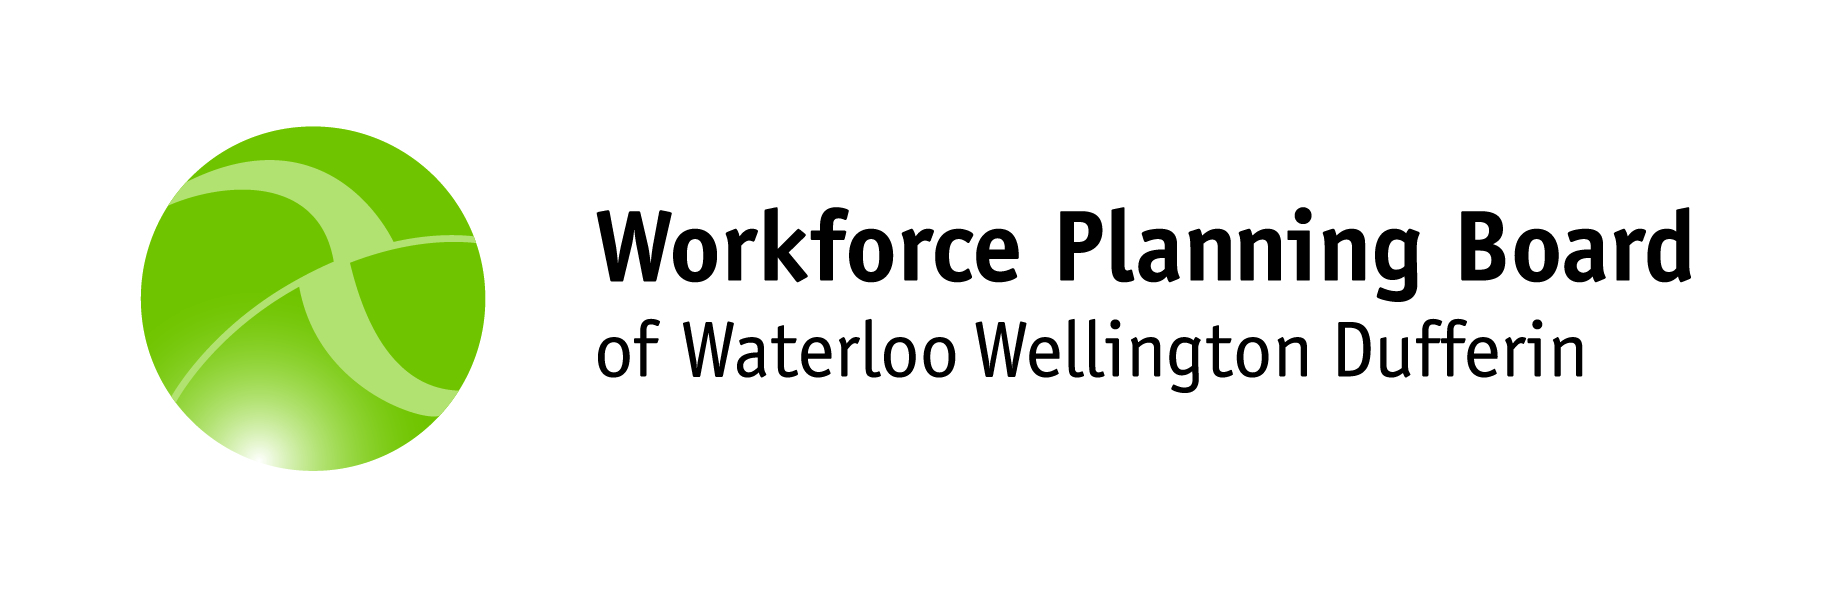 Workforce Planning Board
of Waterloo Wellington Dufferin